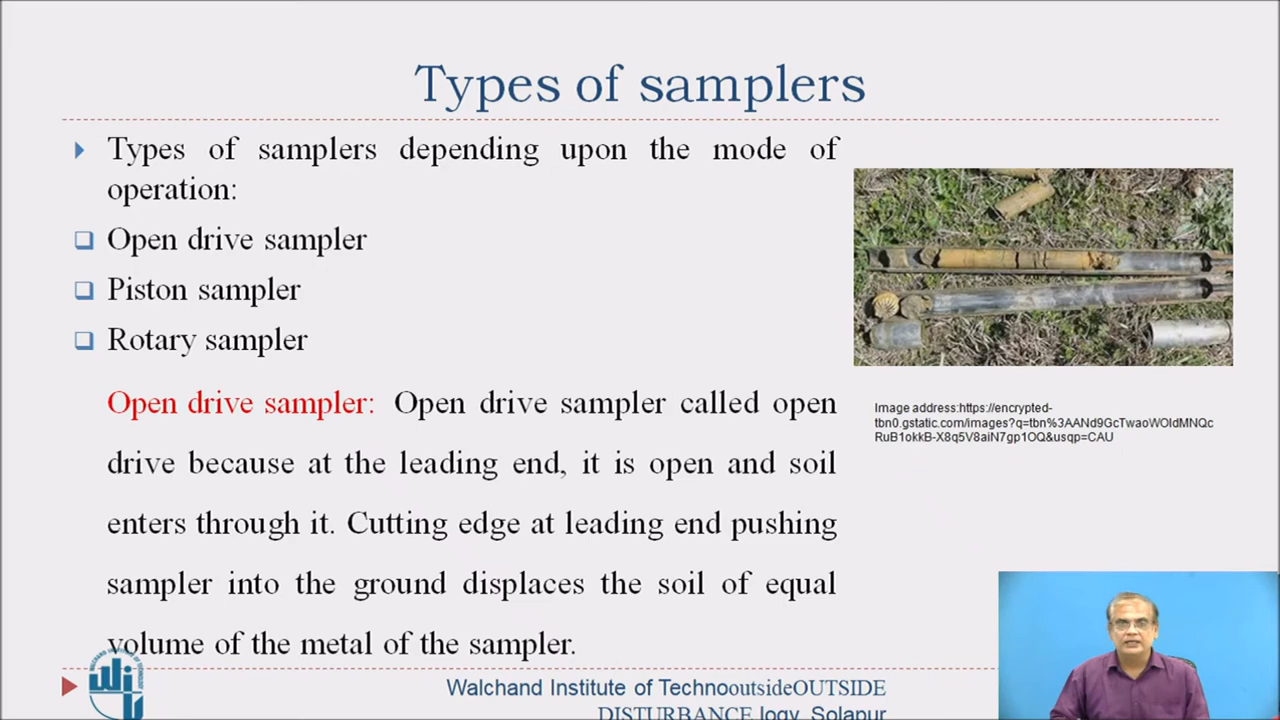 Types of samplers
Types of samplers depending upon the mode of
operation:
Open drive sampler
Piston sampler
Rotary sampler
Open drive sampler: Open drive sampler called open
drive because at the leading end, it is open and soil
enters through it. Cutting edge at leading end pushing
sampler into the ground displaces the soil of equal
volume of the metal of the sampler.
Image address:https://encrypted-
tbn0.gstatic.com/images?q=tbn%3AANd9GcTwaoWOIdMNQc
RuB1okkB-X8q5V8aiN7gp1OQ&usqp=CAU
Walchand Institute of TechnooutsideOUTSIDE
DISTURBANCE logy, Solapur